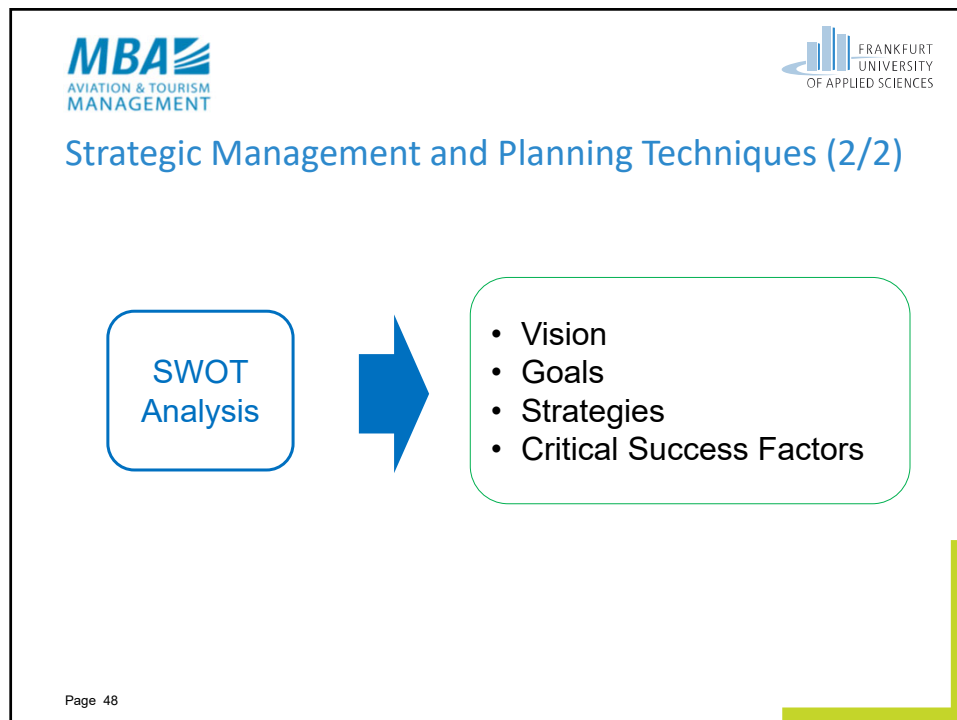 MBA
AVIATION & TOURISM
MANAGEMENT
FRANKFURT
UNIVERSITY
OF APPLIED SCIENCES
Strategic Management and Planning Techniques (2/2)
SWOT
Analysis
• Vision
• Goals
• Strategies
• Critical Success Factors
Page 48